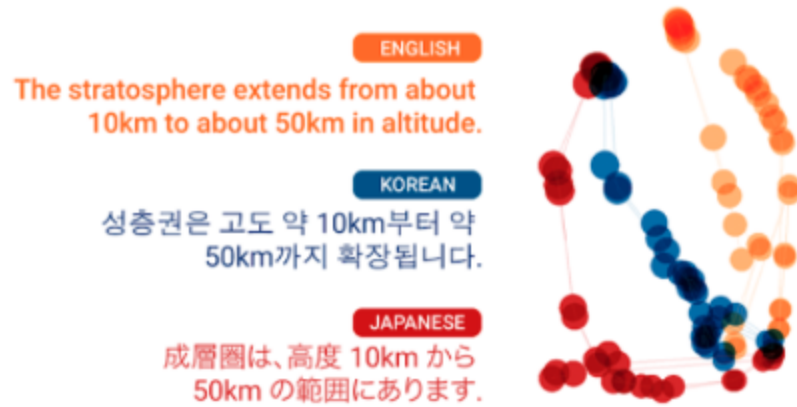 ENGLISH
The stratosphere extends from about
10km to about 50km in altitude.
KOREAN
성층권은 고도 약 10km부터 약
50km까지 확장됩니다.
JAPANESE
成層圏は、高度 10km から
50km の範囲にあります.